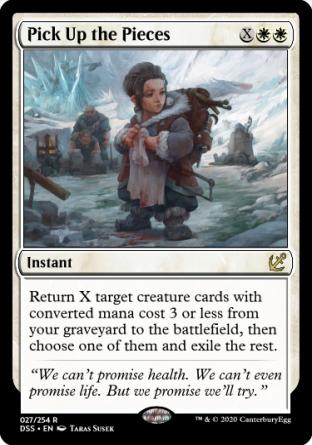 Pick Up the Pieces X
Instant
Return X target creature cards with
converted mana cost 3 or less from
your graveyard to the battlefield, then
choose one of them and exile the rest.
“We can’t promise health. We can’t even
promise life. But we promise we’ll try.”
027/254 R
DSS • EN TARAS SUSEK
™ & © 2020 CanterburyEgg